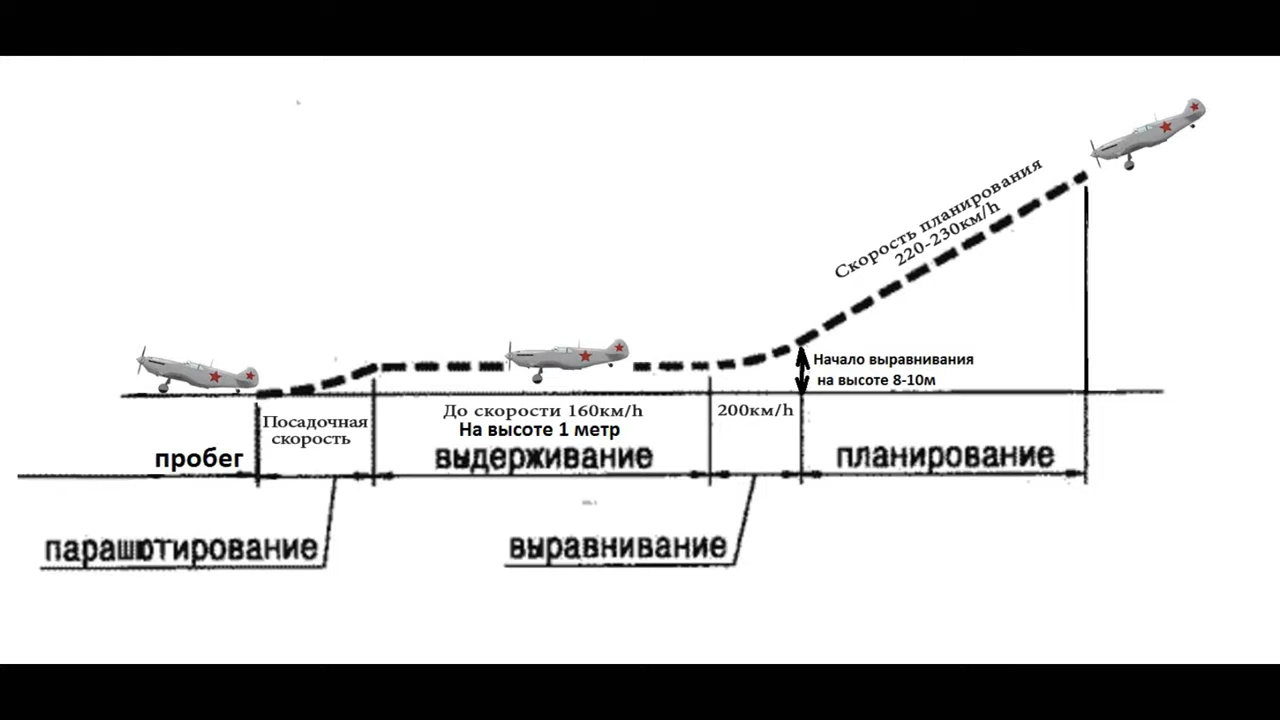 Скорость планирования
220-230км/h
Начало выравнивания
на высоте 8-10м
Посадочная
скорость
До скорости 160км/h
На высоте 1 метр
200км/h
пробег
выдерживание
планирование
парашютирование
выравнивание